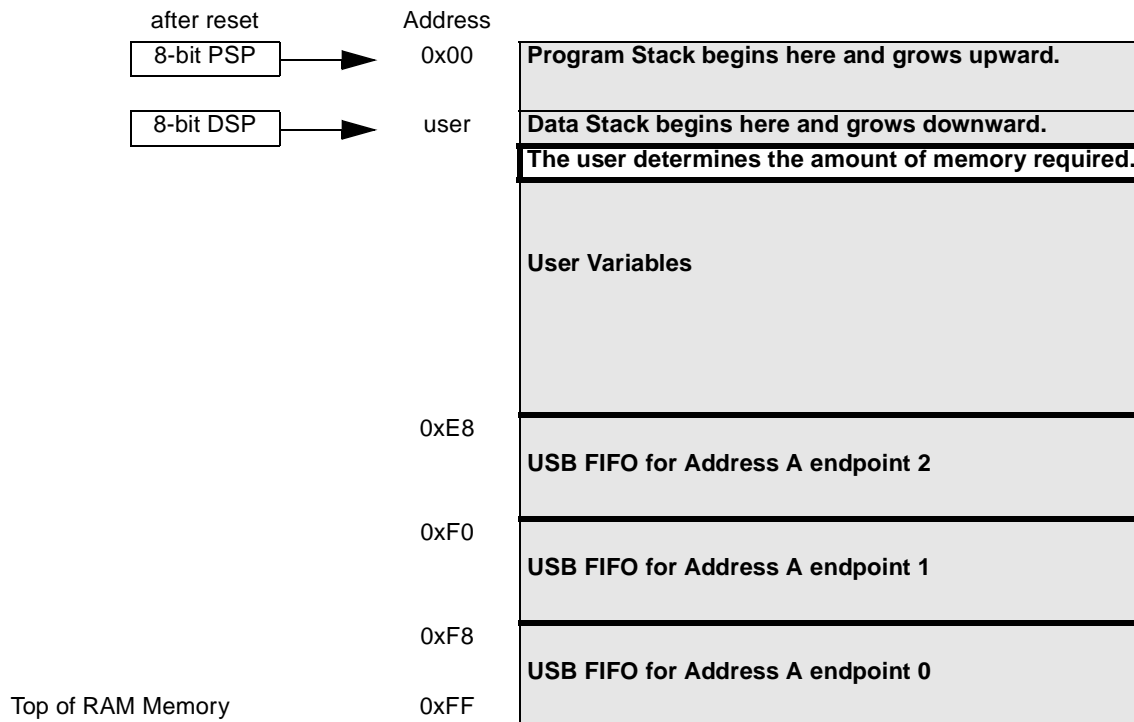 after reset Address
8-bit PSP 0x00 Program Stack begins here and grows upward.
8-bit DSP user Data Stack begins here and grows downward.
The user determines the amount of memory required.
User Variables
0xE8
USB FIFO for Address A endpoint 2
0xF0
USB FIFO for Address A endpoint 1
0xF8
USB FIFO for Address A endpoint 0
Top of RAM Memory 0xFF